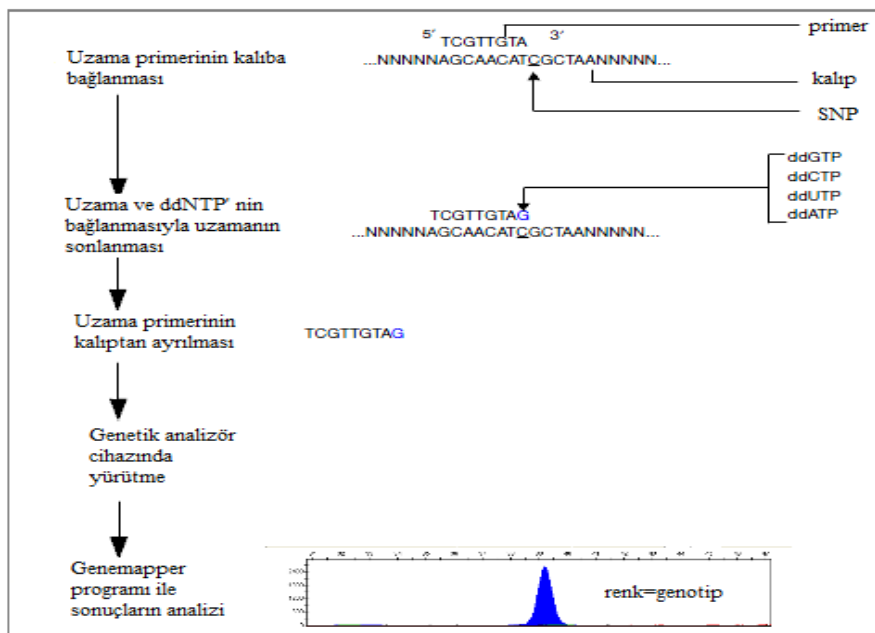 Uzama primerinin kalıba
bağlanması
5′ TCGTTGTA 3′
...NNNNNAGCAACATCGCTAANNNNN...
primer
kalıp
SNP
Uzama ve ddNTP' nin
bağlanmasıyla uzamanın
sonlanması
TCGTTGTAG
...NNNNNAGCAACATCGCTAANNNNN...
ddGTP
ddCTP
ddUTP
ddATP
Uzama primerinin
kalıptan ayrılması
TCGTTGTAG
Genetik analizör
cihazında
yürütme
Genemapper
programı ile
sonuçların analizi
renk=genotip